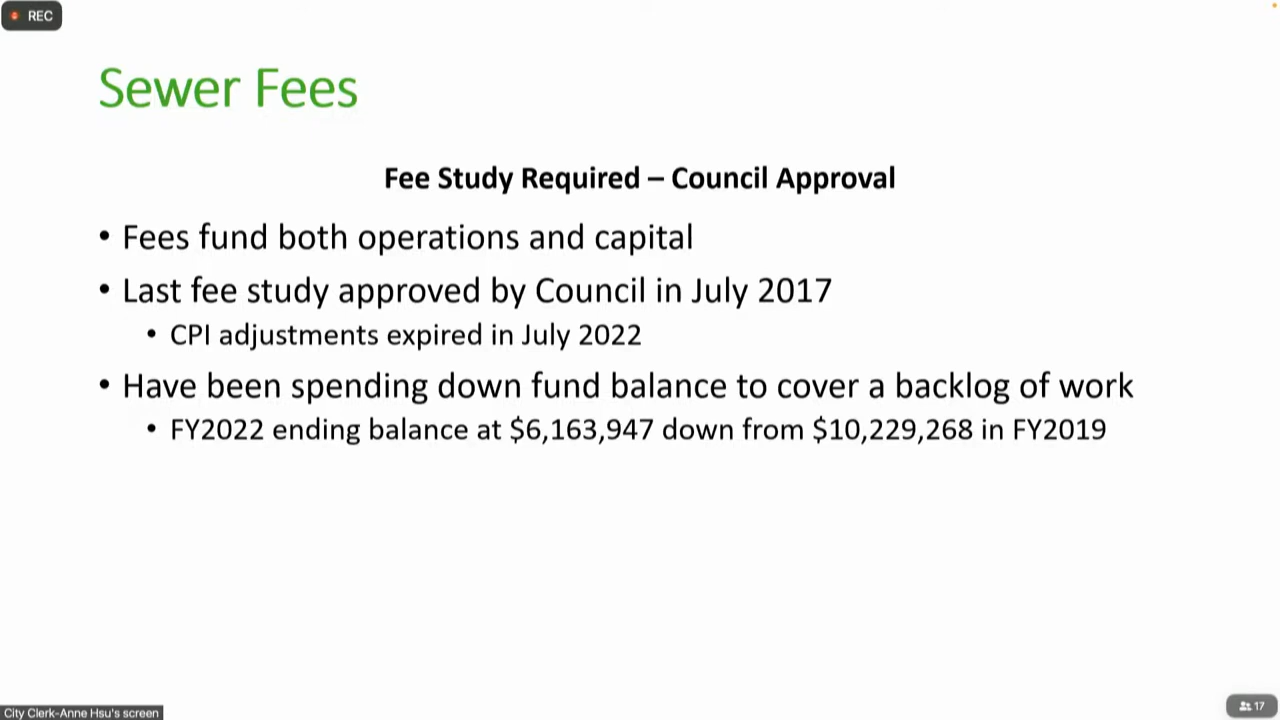 REC
Sewer Fees
Fee Study Required – Council Approval
• Fees fund both operations and capital
• Last fee study approved by Council in July 2017
• CPI adjustments expired in July 2022
• Have been spending down fund balance to cover a backlog of work
• FY2022 ending balance at $6,163,947 down from $10,229,268 in FY2019
City Clerk-Anne Hsu's screen
17